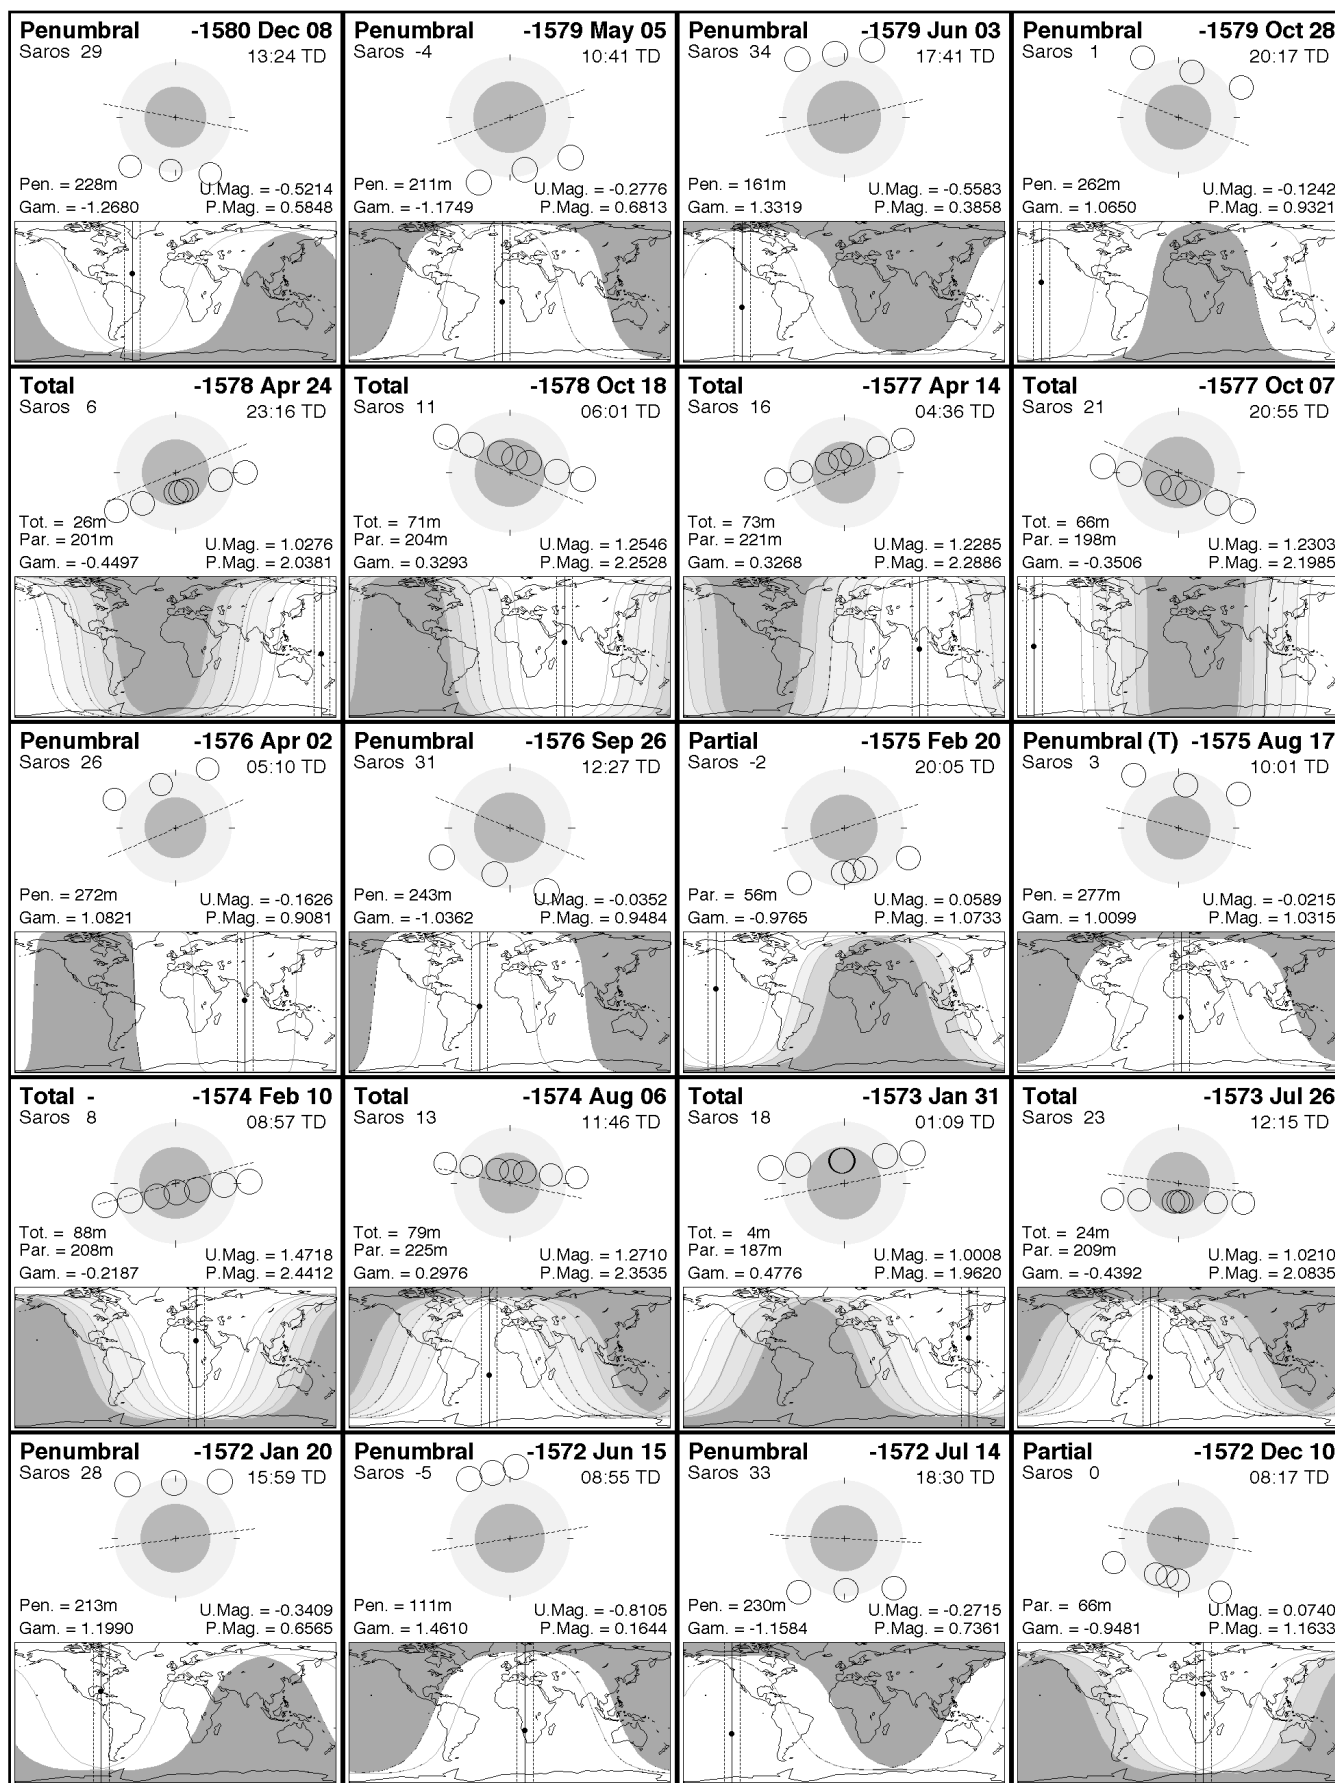 Penumbral -1580 Dec 08
Saros 29 13:24 TD
Pen. = 228m U.Mag. = -0.5214
Gam. = -1.2680 P.Mag. = 0.5848
Penumbral -1579 May 05
Saros -4 10:41 TD
Pen. = 211m U.Mag. = -0.2776
Gam. = -1.1749 P.Mag. = 0.6813
Penumbral -1579 Jun 03
Saros 34 17:41 TD
Pen. = 161m U.Mag. = -0.5583
Gam. = 1.3319 P.Mag. = 0.3858
Penumbral -1579 Oct 28
Saros 1 20:17 TD
Pen. = 262m U.Mag. = -0.1242
Gam. = 1.0650 P.Mag. = 0.9321
Total -1578 Apr 24
Saros 6 23:16 TD
Tot. = 26m
Par. = 201m U.Mag. = 1.0276
Gam. = -0.4497 P.Mag. = 2.0381
Total -1578 Oct 18
Saros 11 06:01 TD
Tot. = 71m
Par. = 204m U.Mag. = 1.2546
Gam. = 0.3293 P.Mag. = 2.2528
Total -1577 Apr 14
Saros 16 04:36 TD
Tot. = 73m
Par. = 221m U.Mag. = 1.2285
Gam. = 0.3268 P.Mag. = 2.2886
Total -1577 Oct 07
Saros 21 20:55 TD
Tot. = 66m
Par. = 198m U.Mag. = 1.2303
Gam. = -0.3506 P.Mag. = 2.1985
Penumbral -1576 Apr 02
Saros 26 05:10 TD
Pen. = 272m U.Mag. = -0.1626
Gam. = 1.0821 P.Mag. = 0.9081
Penumbral -1576 Sep 26
Saros 31 12:27 TD
Pen. = 243m U.Mag. = -0.0352
Gam. = -1.0362 P.Mag. = 0.9484
Partial -1575 Feb 20
Saros -2 20:05 TD
Par. = 56m U.Mag. = 0.0589
Gam. = -0.9765 P.Mag. = 1.0733
Penumbral (T) -1575 Aug 17
Saros 3 10:01 TD
Pen. = 277m U.Mag. = -0.0215
Gam. = 1.0099 P.Mag. = 1.0315
Total - -1574 Feb 10
Saros 8 08:57 TD
Tot. = 88m
Par. = 208m U.Mag. = 1.4718
Gam. = -0.2187 P.Mag. = 2.4412
Total -1574 Aug 06
Saros 13 11:46 TD
Tot. = 79m
Par. = 225m U.Mag. = 1.2710
Gam. = 0.2976 P.Mag. = 2.3535
Total -1573 Jan 31
Saros 18 01:09 TD
Tot. = 4m
Par. = 187m U.Mag. = 1.0008
Gam. = 0.4776 P.Mag. = 1.9620
Total -1573 Jul 26
Saros 23 12:15 TD
Tot. = 24m
Par. = 209m U.Mag. = 1.0210
Gam. = -0.4392 P.Mag. = 2.0835
Penumbral -1572 Jan 20
Saros 28 15:59 TD
Pen. = 213m U.Mag. = -0.3409
Gam. = 1.1990 P.Mag. = 0.6565
Penumbral -1572 Jun 15
Saros -5 08:55 TD
Pen. = 111m U.Mag. = -0.8105
Gam. = 1.4610 P.Mag. = 0.1644
Penumbral -1572 Jul 14
Saros 33 18:30 TD
Pen. = 230m U.Mag. = -0.2715
Gam. = -1.1584 P.Mag. = 0.7361
Partial -1572 Dec 10
Saros 0 08:17 TD
Par. = 66m U.Mag. = 0.0740
Gam. = -0.9481 P.Mag. = 1.1633